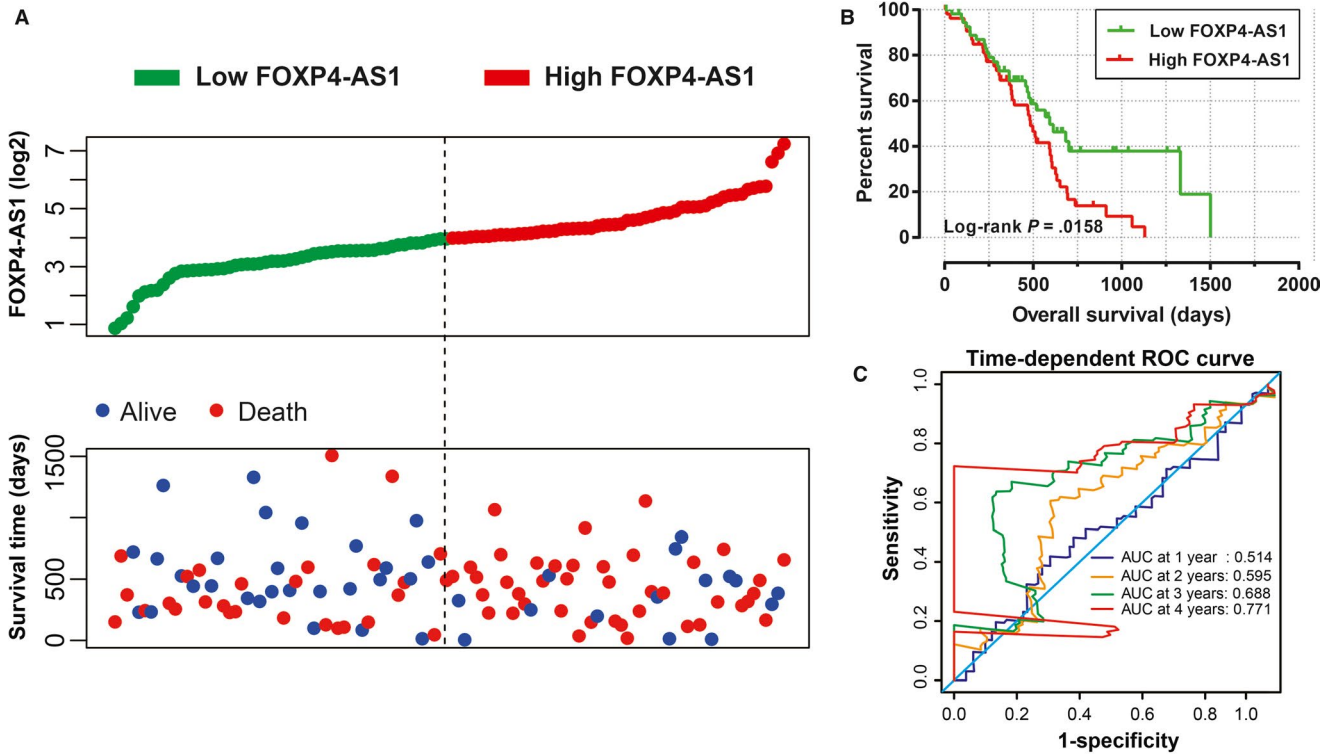 A
Low FOXP4-AS1
High FOXP4-AS1
FOXP4-AS1 (log2)
7
5
3
1
Alive
Death
Survival time (days)
1500
500
0
B
Percent survival
100
80
60
40
20
0
Low FOXP4-AS1
High FOXP4-AS1
Log-rank P = .0158
0 500 1000 1500 2000
Overall survival (days)
C
Time-dependent ROC curve
Sensitivity
1.0
0.8
0.6
0.4
0.2
0.0
AUC at 1 year : 0.514
AUC at 2 years: 0.595
AUC at 3 years: 0.688
AUC at 4 years: 0.771
0.0 0.2 0.4 0.6 0.8 1.0
1-specificity